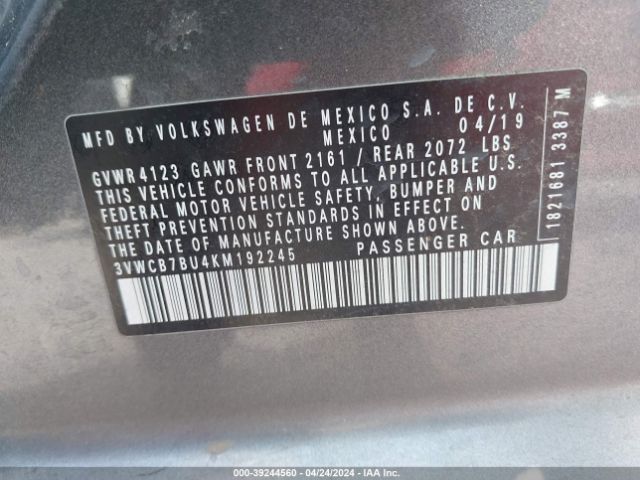 MFD BY VOLKSWAGEN DE MEXICO S.A. DE C.V.
MEXICO 04/19
GVWR 4123 GAWR FRONT 2161 / REAR 2072 LBS
THIS VEHICLE CONFORMS TO ALL APPLICABLE U.S.
FEDERAL MOTOR VEHICLE SAFETY, BUMPER AND
THEFT PREVENTION STANDARDS IN EFFECT ON
THE DATE OF MANUFACTURE SHOWN ABOVE.
3VWCB7BU4KM192245 PASSENGER CAR
1821681 3387 M
000-39244560 - 04/24/2024 - IAA Inc.